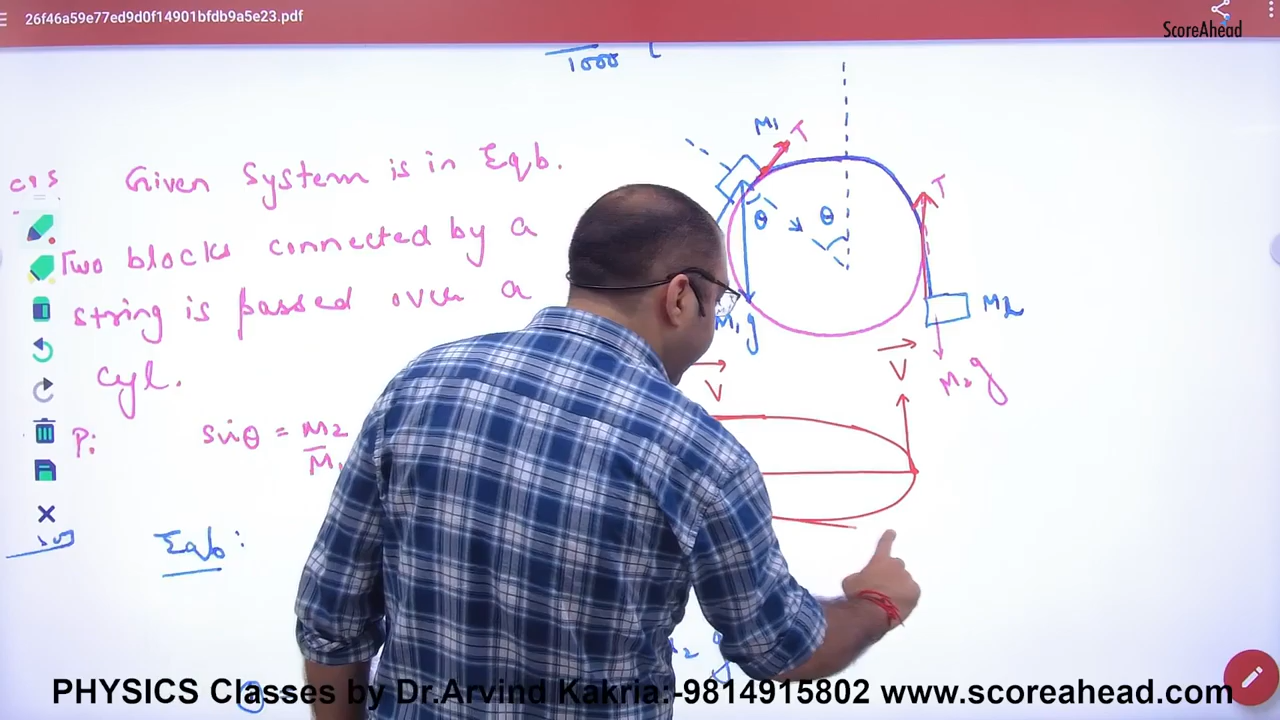 26f46a59e77ed9d0f14901bfdb9a5e23.pdf
ScoreAhead
1000
M1 T
Given System is in Eqb.
Two blocks connected by a
string is passed over a
cyl.
θ θ T
M1g
M2
M2g
V V
P: sinθ = M2
M1
Eqb:
PHYSICS Classes by Dr.Arvind Kakria:-9814915802 www.scoreahead.com